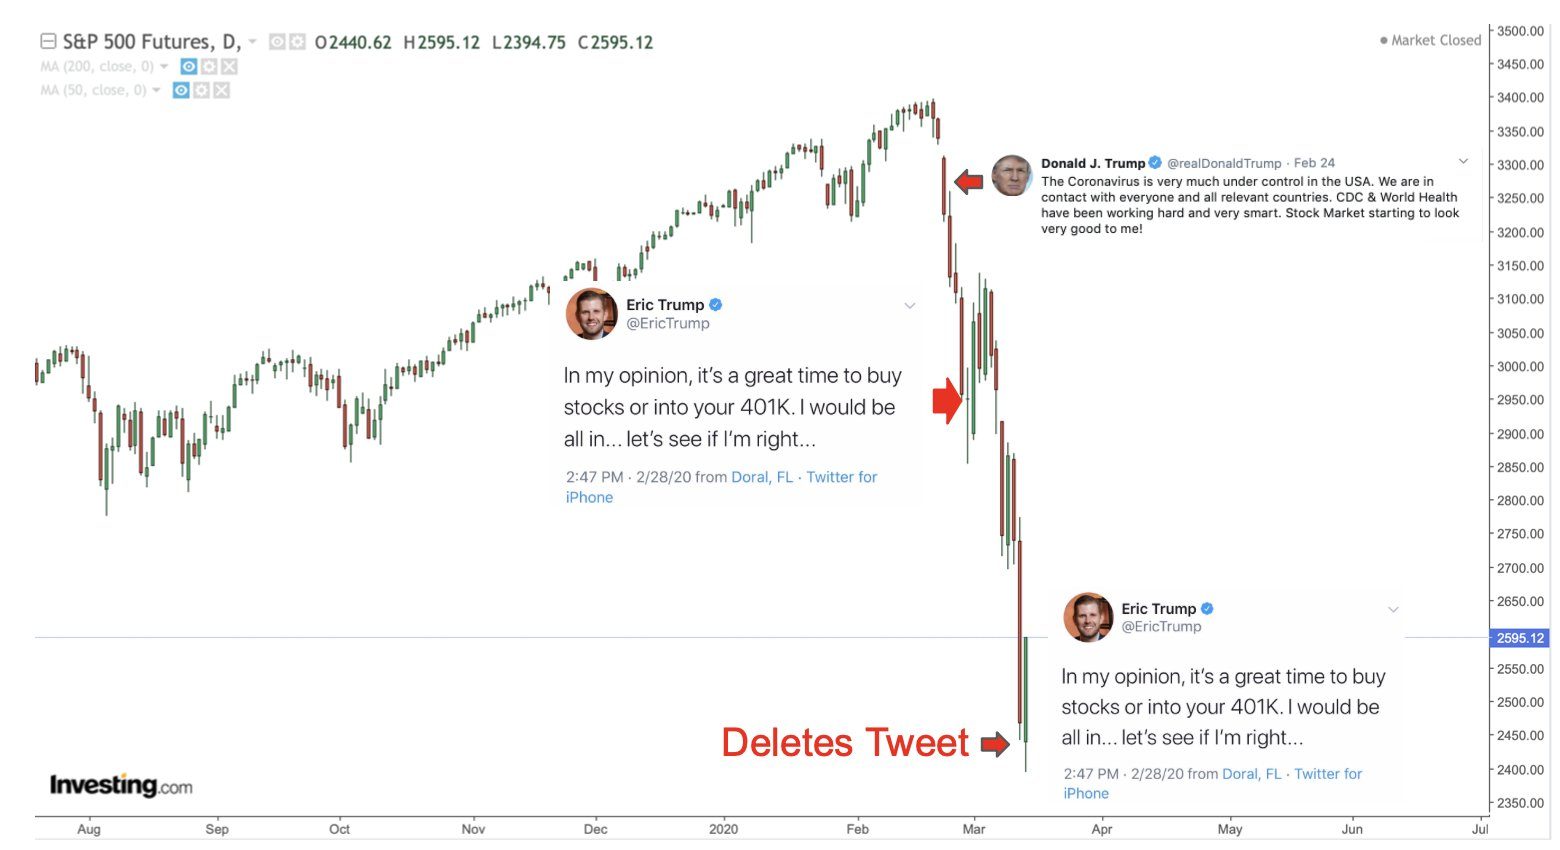 S&P 500 Futures, D, O2440.62 H2595.12 L2394.75 C2595.12
MA (200, close, 0)
MA (50, close, 0)
Market Closed
3500.00
3450.00
3400.00
3350.00
3300.00
3250.00
3200.00
3150.00
3100.00
3050.00
3000.00
2950.00
2900.00
2850.00
2800.00
2750.00
2700.00
2650.00
2595.12
2550.00
2500.00
2450.00
2400.00
2350.00
Donald J. Trump @realDonaldTrump · Feb 24
The Coronavirus is very much under control in the USA. We are in
contact with everyone and all relevant countries. CDC & World Health
have been working hard and very smart. Stock Market starting to look
very good to me!
Eric Trump
@EricTrump
In my opinion, it's a great time to buy
stocks or into your 401K. I would be
all in... let's see if I'm right...
2:47 PM · 2/28/20 from Doral, FL · Twitter for
iPhone
Eric Trump
@EricTrump
In my opinion, it's a great time to buy
stocks or into your 401K. I would be
all in... let's see if I'm right...
2:47 PM · 2/28/20 from Doral, FL · Twitter for
iPhone
Deletes Tweet
Investing.com
Aug Sep Oct Nov Dec 2020 Feb Mar Apr May Jun Jul